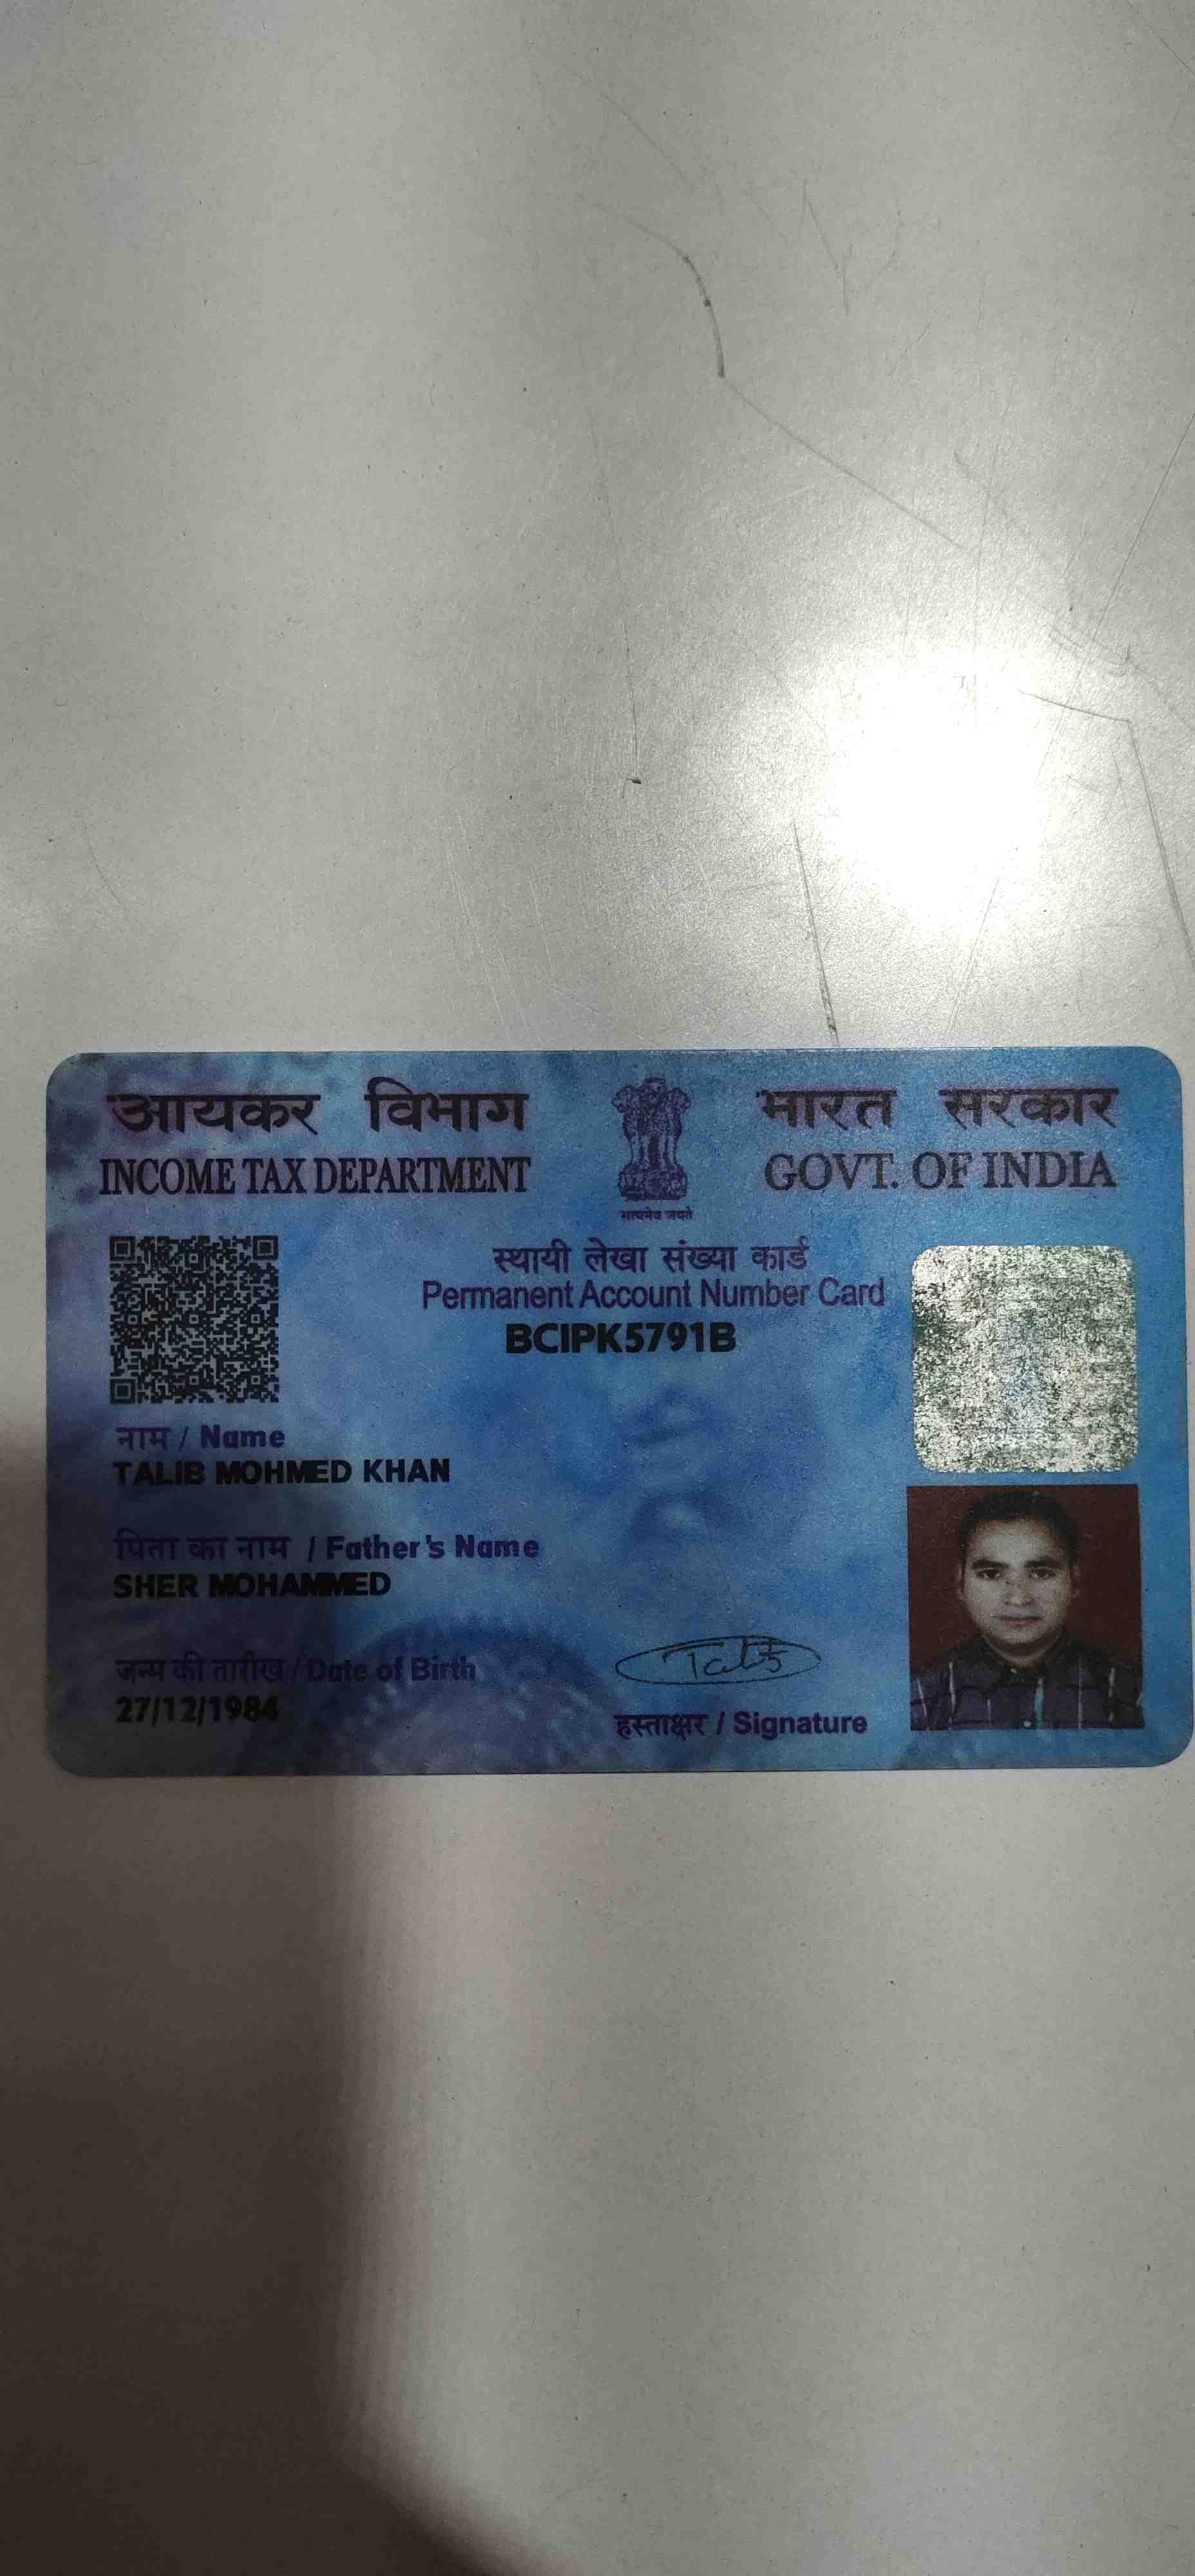 आयकर विभाग
INCOME TAX DEPARTMENT
सत्यमेव जयते
भारत सरकार
GOVT. OF INDIA
स्थायी लेखा संख्या कार्ड
Permanent Account Number Card
BCIPK5791B
नाम / Name
TALIB MOHMED KHAN
पिता का नाम / Father's Name
SHER MOHAMMED
जन्म की तारीख / Date of Birth
27/12/1984
Talib
हस्ताक्षर / Signature